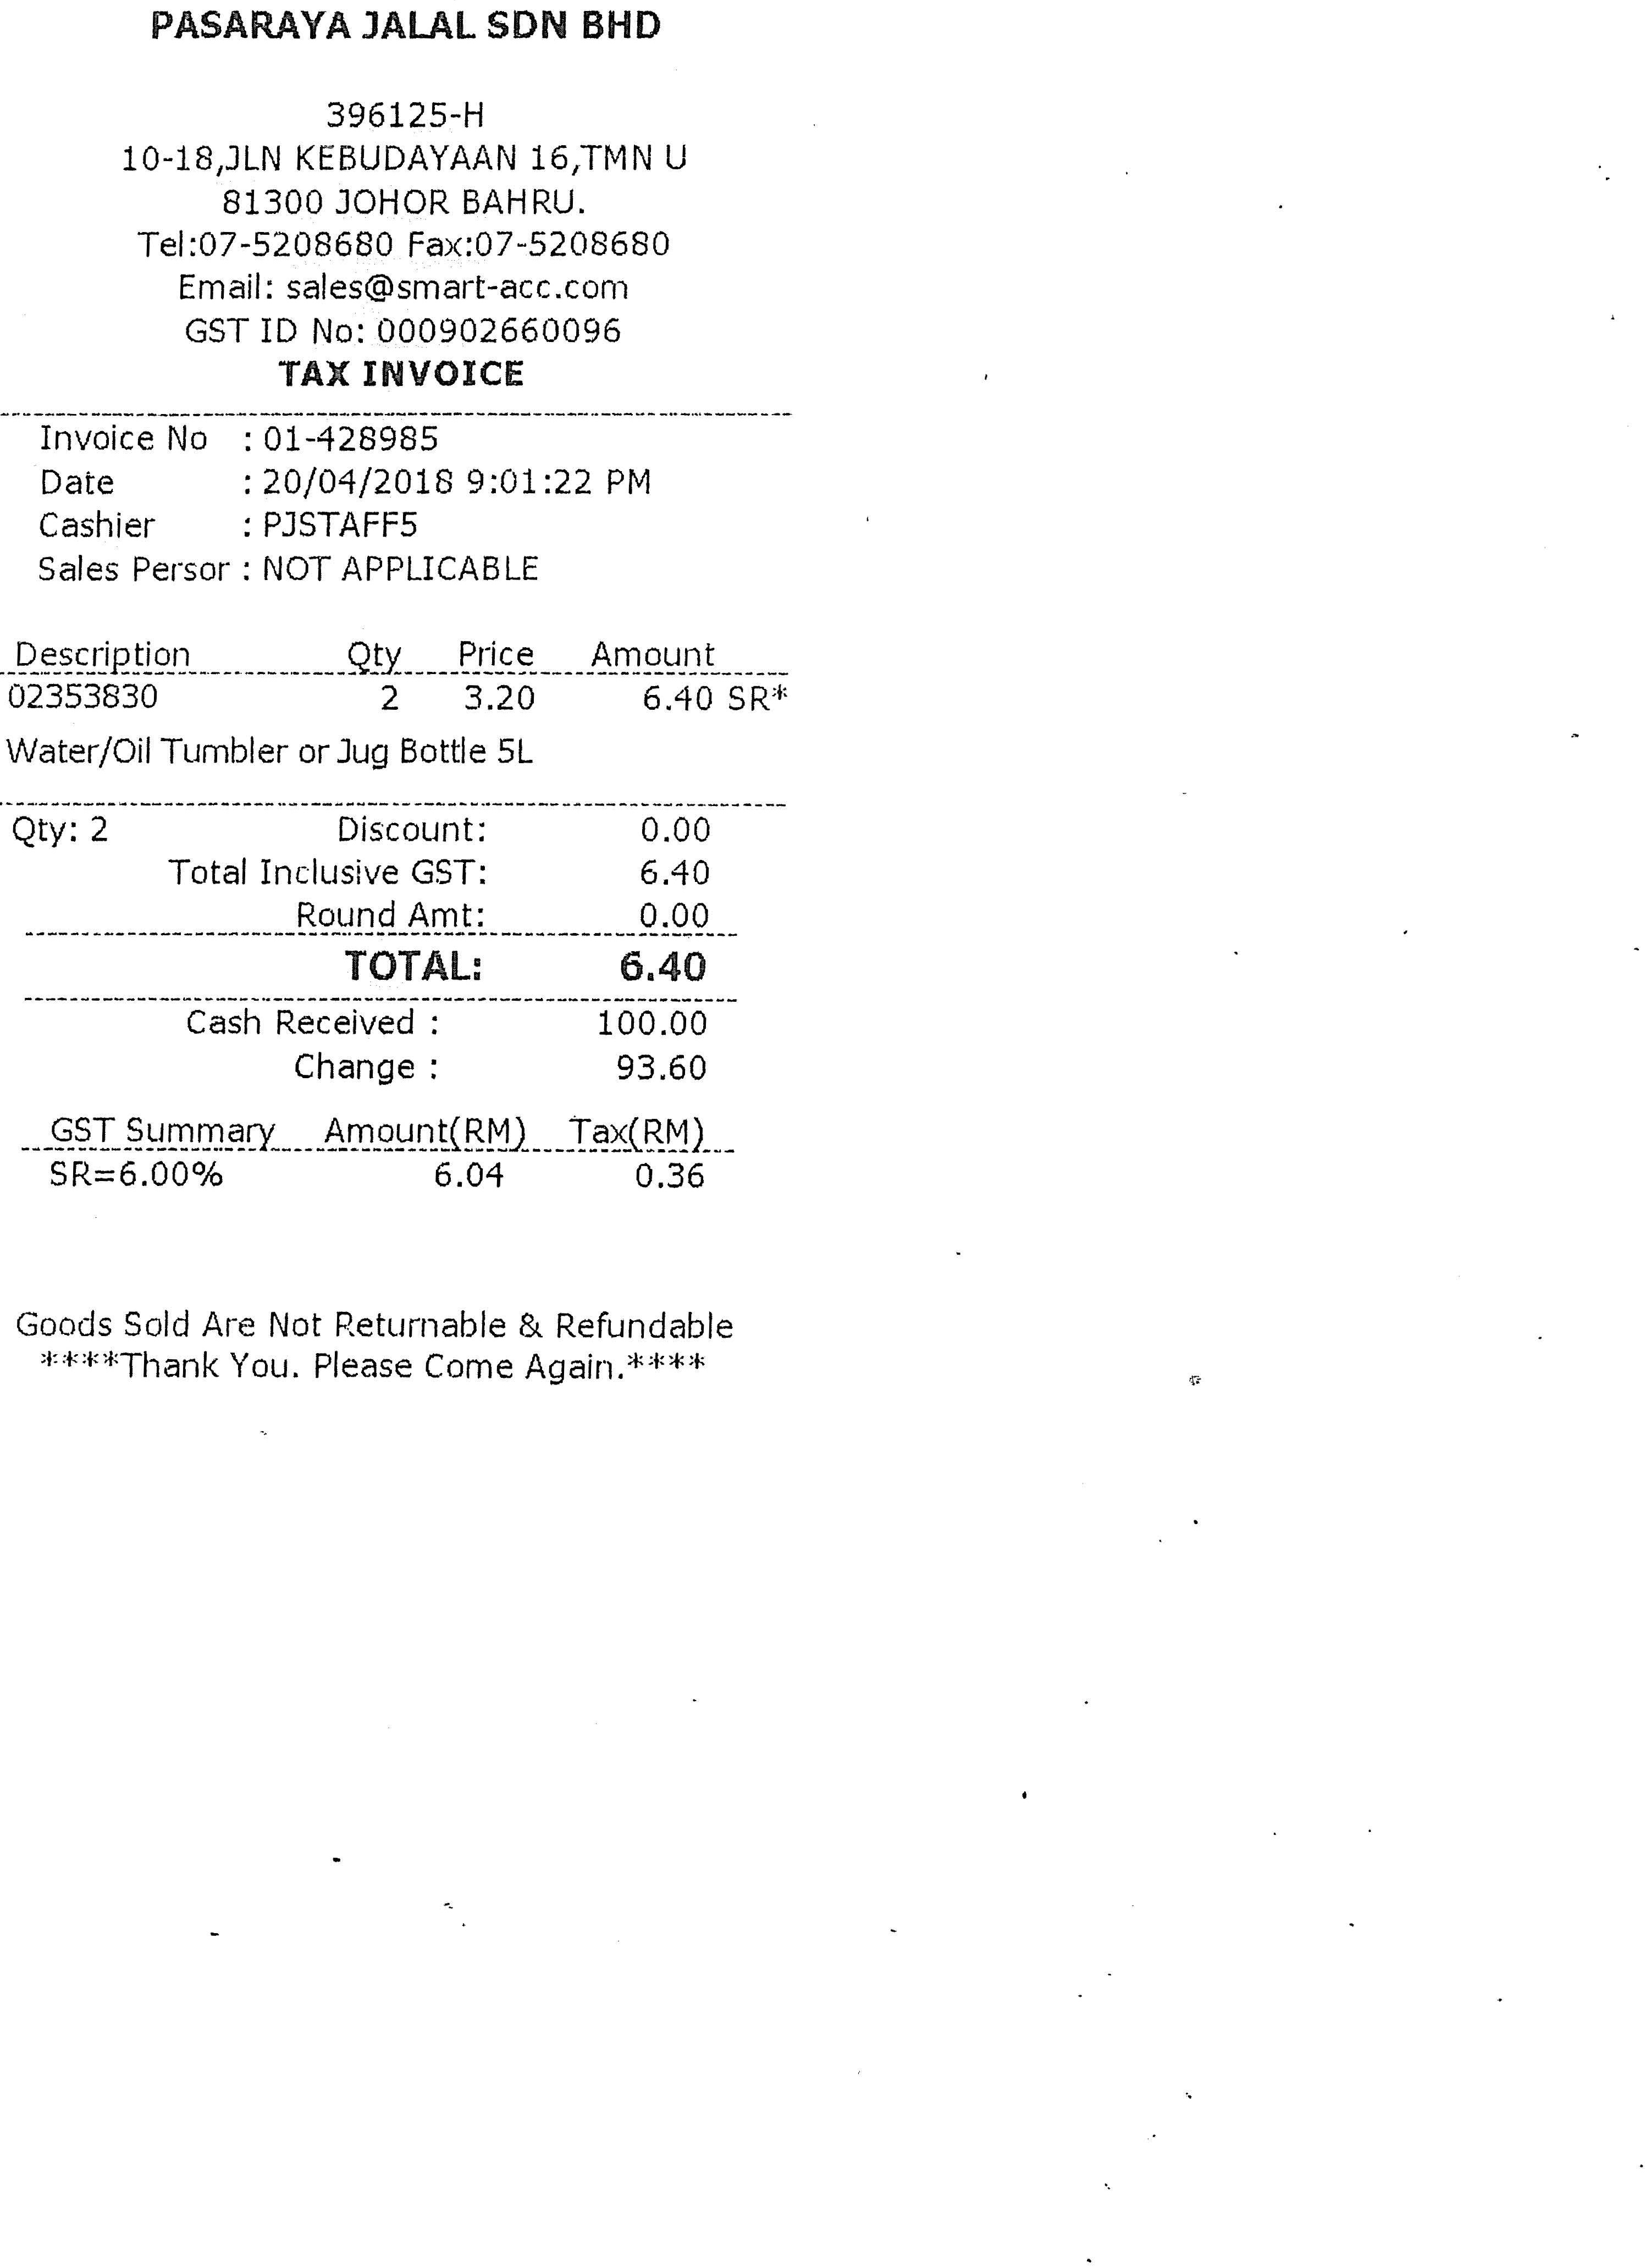 PASARAYA JALAL SDN BHD
396125-H
10-18,JLN KEBUDAYAAN 16,TMN U
81300 JOHOR BAHRU.
Tel:07-5208680 Fax:07-5208680
Email: sales@smart-acc.com
GST ID No: 000902660096
TAX INVOICE
Invoice No : 01-428985
Date : 20/04/2018 9:01:22 PM
Cashier : PJSTAFF5
Sales Persor : NOT APPLICABLE
Description Qty Price Amount
02353830 2 3.20 6.40 SR*
Water/Oil Tumbler or Jug Bottle 5L
Qty: 2 Discount: 0.00
Total Inclusive GST: 6.40
Round Amt: 0.00
TOTAL: 6.40
Cash Received : 100.00
Change : 93.60
GST Summary Amount(RM) Tax(RM)
SR=6.00% 6.04 0.36
Goods Sold Are Not Returnable & Refundable
****Thank You. Please Come Again.****